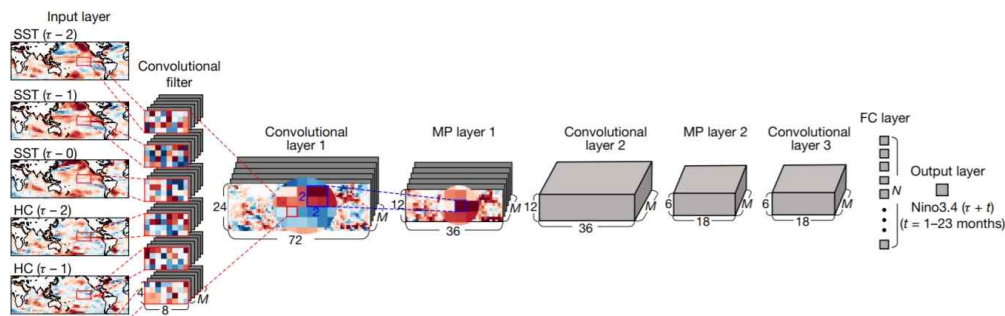 Input layer
SST (τ − 2)
SST (τ − 1)
SST (τ − 0)
HC (τ − 2)
HC (τ − 1)
Convolutional
filter
4
8
M
Convolutional
layer 1
24
72
M
2
2
MP layer 1
12
36
M
Convolutional
layer 2
12
36
M
MP layer 2
6
18
M
Convolutional
layer 3
6
18
M
FC layer
N
Output layer
Nino3.4 (τ + t)
(t = 1–23 months)